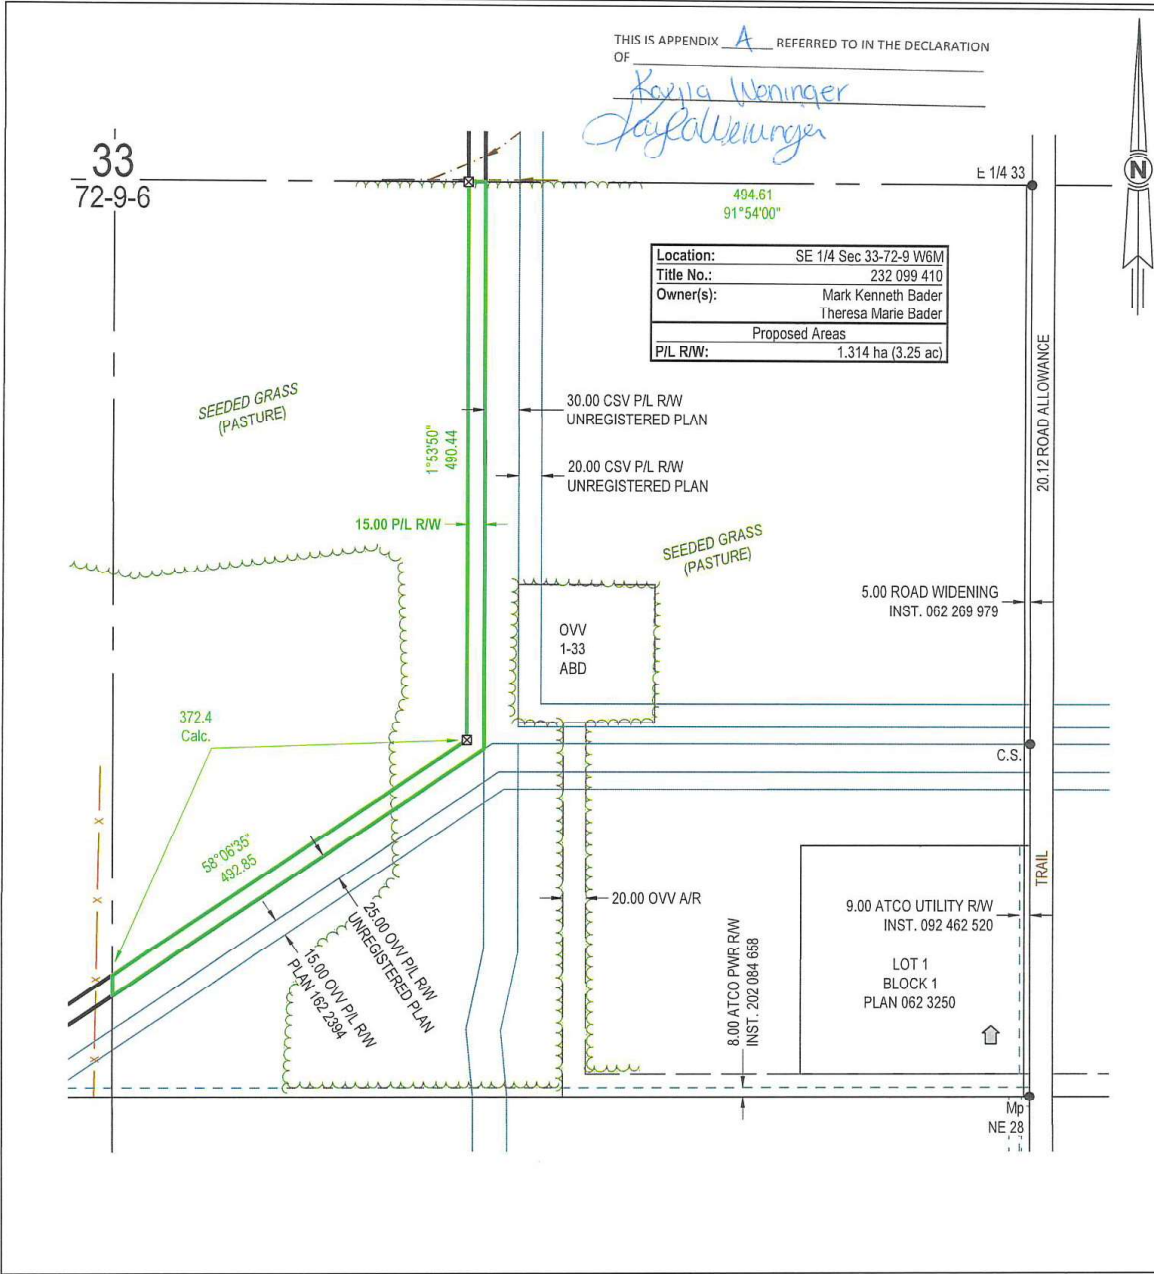 THIS IS APPENDIX A REFERRED TO IN THE DECLARATION
OF
Kayla Weninger
Kayla Weninger
N
33
72-9-6
E 1/4 33
494.61
91°54'00"
Location: SE 1/4 Sec 33-72-9 W6M
Title No.: 232 099 410
Owner(s): Mark Kenneth Bader
Theresa Marie Bader
Proposed Areas
P/L R/W: 1.314 ha (3.25 ac)
20.12 ROAD ALLOWANCE
SEEDED GRASS
(PASTURE)
30.00 CSV P/L R/W
UNREGISTERED PLAN
1°53'50"
490.44
20.00 CSV P/L R/W
UNREGISTERED PLAN
15.00 P/L R/W
SEEDED GRASS
(PASTURE)
5.00 ROAD WIDENING
INST. 062 269 979
OVV
1-33
ABD
372.4
Calc.
C.S.
58°06'35"
492.85
TRAIL
20.00 OVV A/R
25.00 OVV P/L R/W
UNREGISTERED PLAN
15.00 OVV P/L R/W
PLAN 162 2394
9.00 ATCO UTILITY R/W
INST. 092 462 520
8.00 ATCO PWR R/W
INST. 202 084 658
LOT 1
BLOCK 1
PLAN 062 3250
X
X
X
X
Mp
NE 28